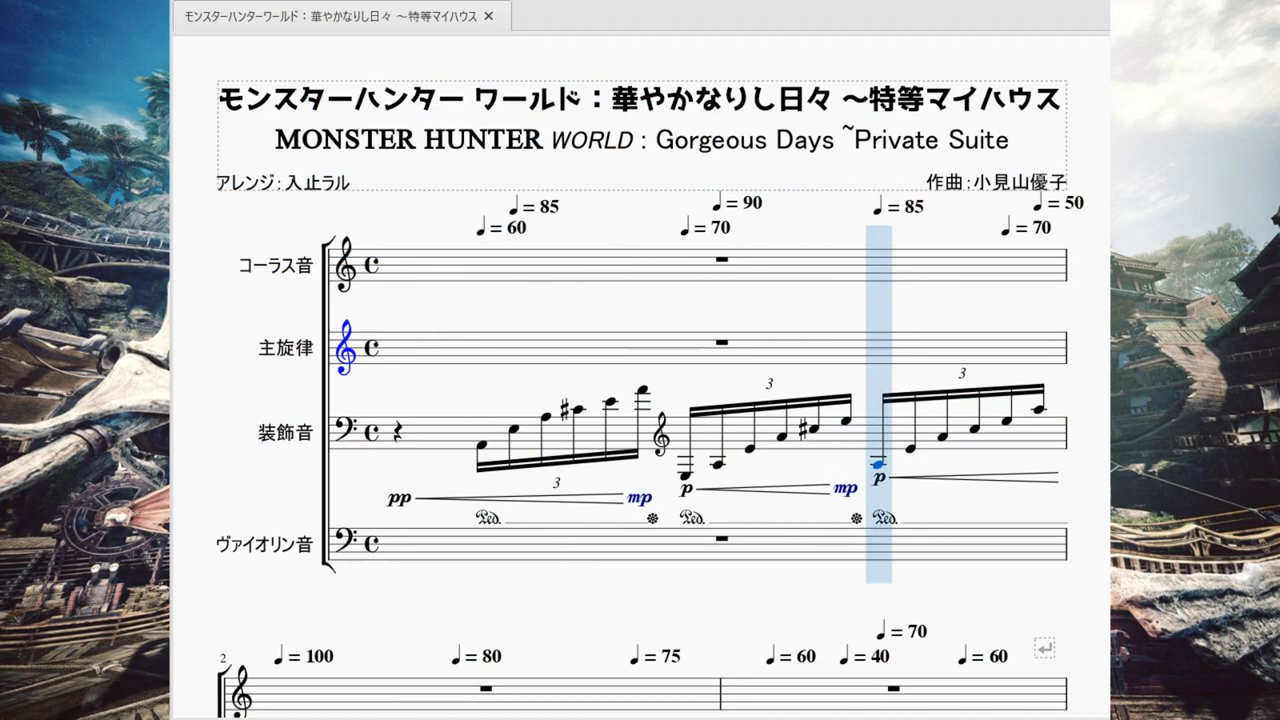 モンスターハンターワールド：華やかなりし日々 ～特等マイハウス ✕
モンスターハンター ワールド：華やかなりし日々 ～特等マイハウス
MONSTER HUNTER WORLD : Gorgeous Days ~Private Suite
アレンジ：入止ラル
作曲：小見山優子
♩ = 85 ♩ = 90 ♩ = 85 ♩ = 50
♩ = 60 ♩ = 70 ♩ = 70
コーラス音
主旋律
3 3
装飾音
3
pp mp p mp p
Ped. Ped. Ped.
ヴァイオリン音
♩ = 70
2 ♩ = 100 ♩ = 80 ♩ = 75 ♩ = 60 ♩ = 40 ♩ = 60